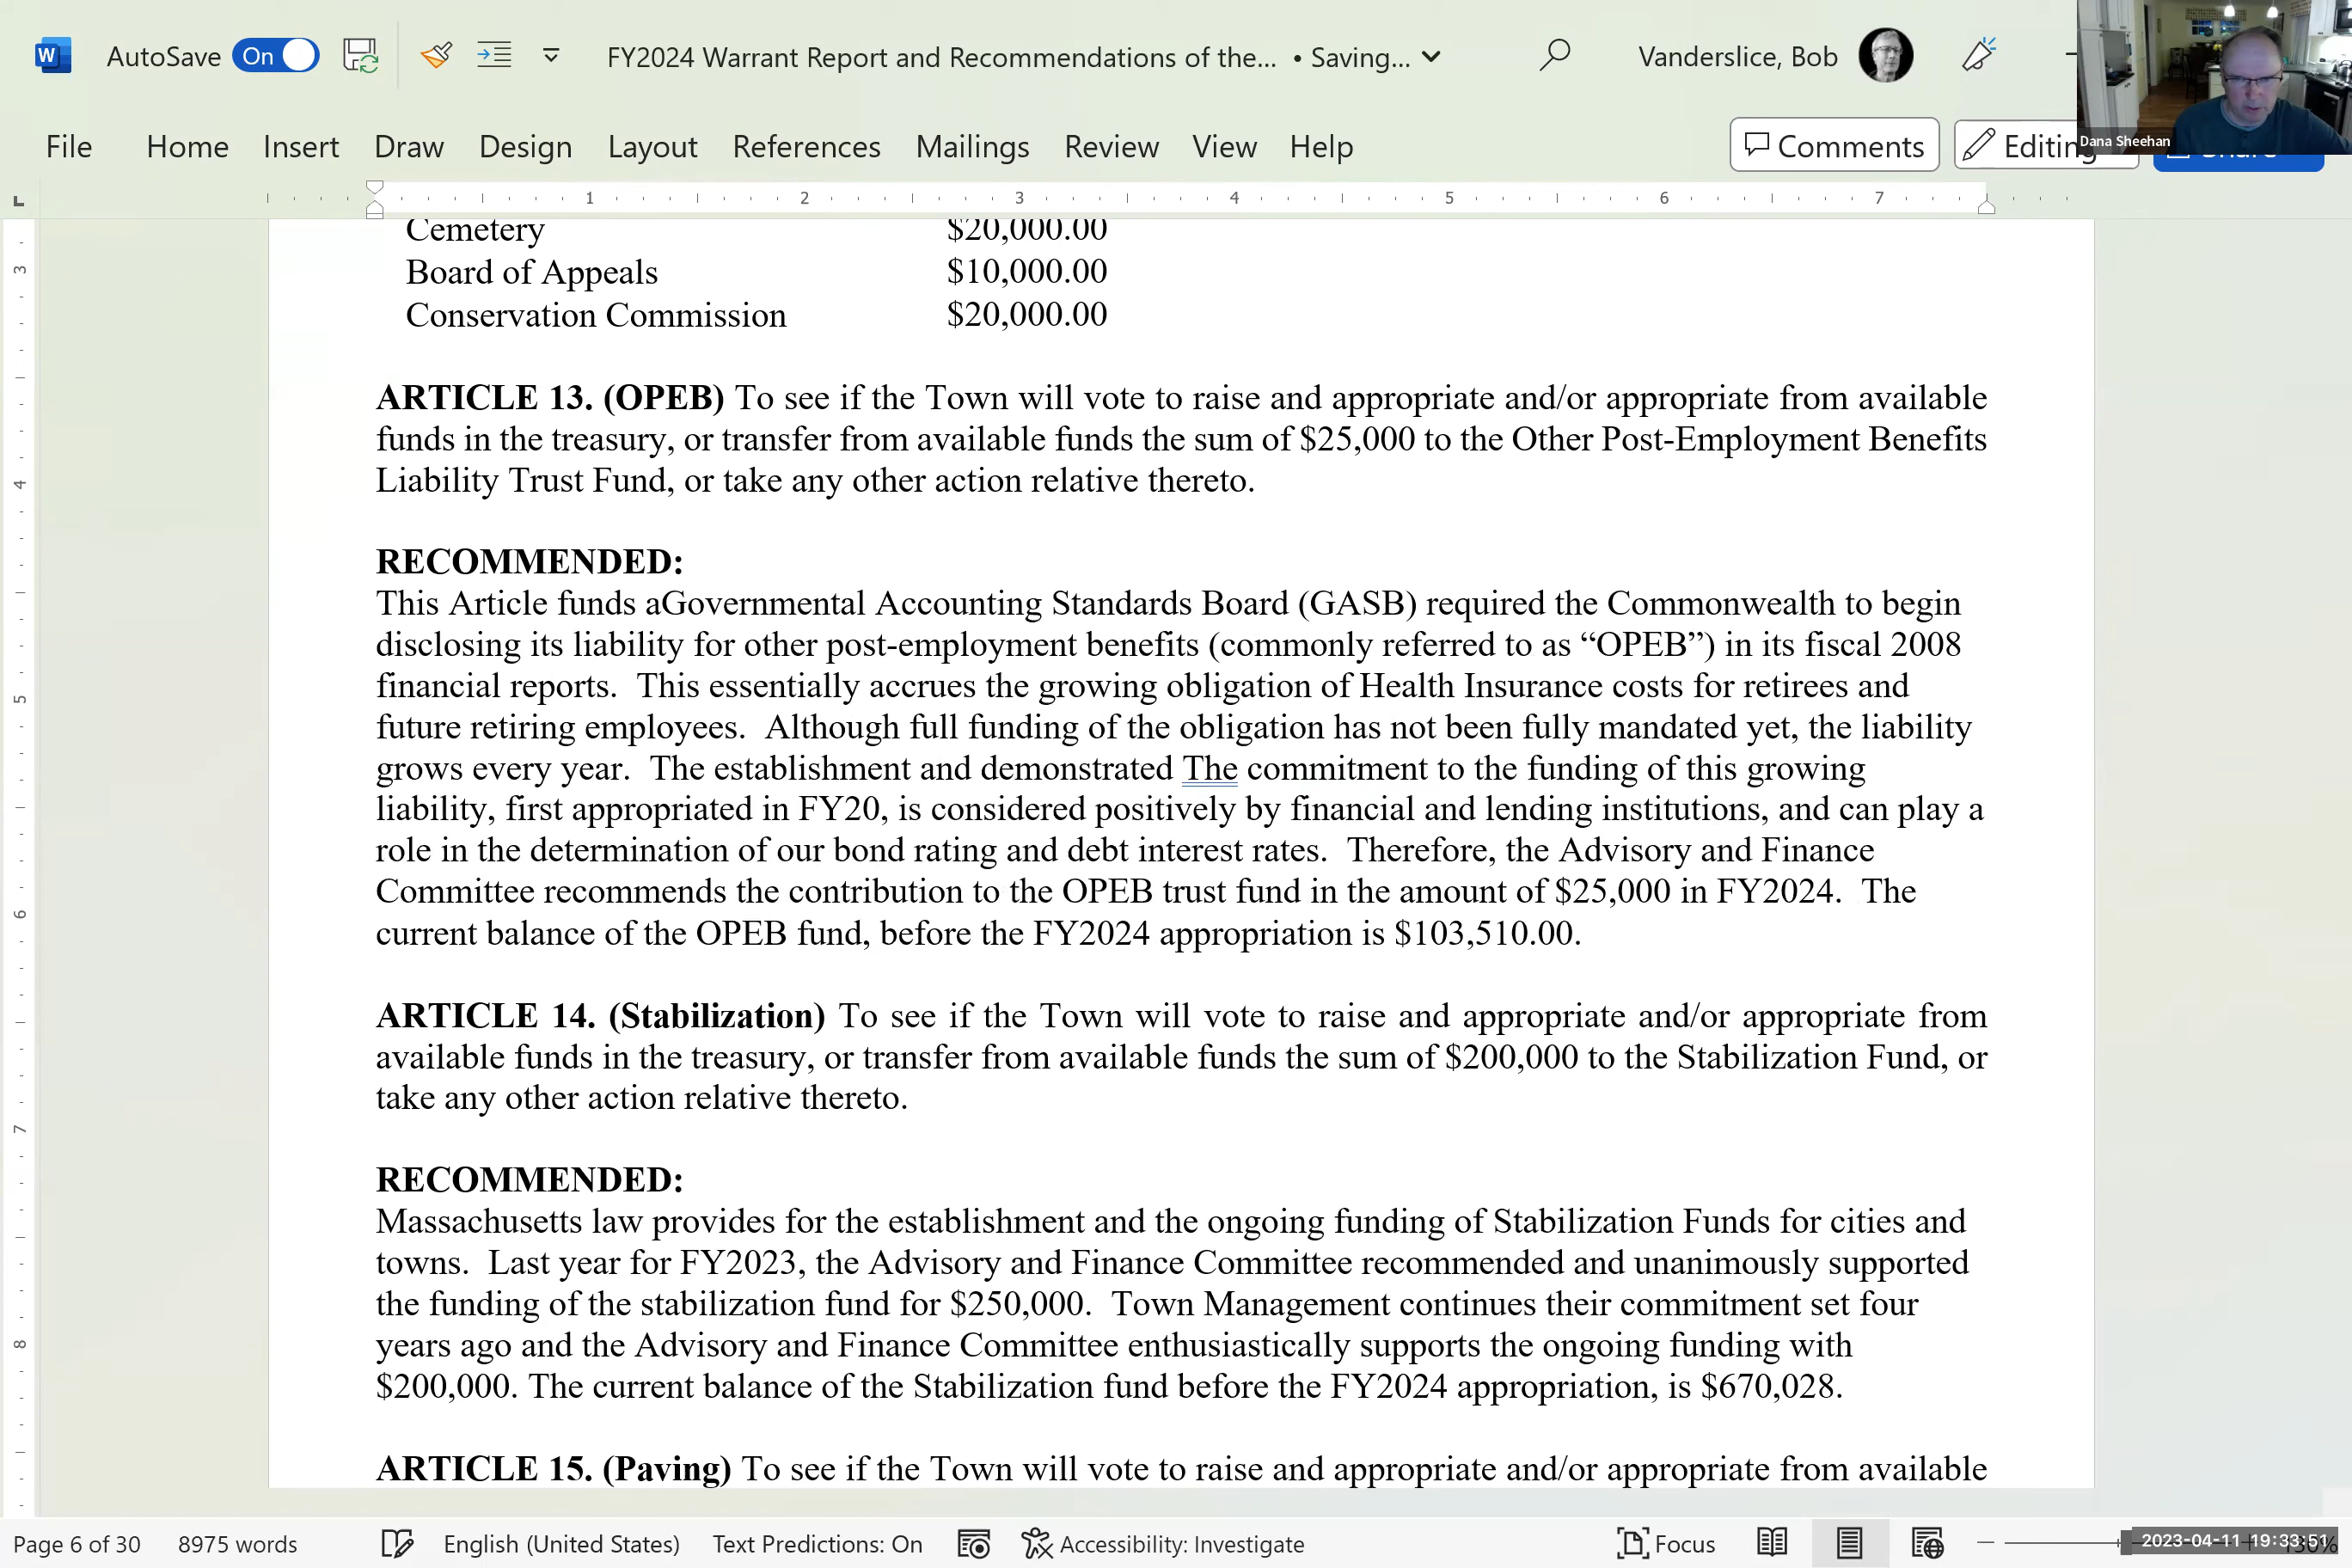 W AutoSave On FY2024 Warrant Report and Recommendations of the... • Saving... Vanderslice, Bob
File Home Insert Draw Design Layout References Mailings Review View Help Comments Editing
Dana Sheehan
1 2 3 4 5 6 7
Cemetery $20,000.00
Board of Appeals $10,000.00
Conservation Commission $20,000.00
ARTICLE 13. (OPEB) To see if the Town will vote to raise and appropriate and/or appropriate from available
funds in the treasury, or transfer from available funds the sum of $25,000 to the Other Post-Employment Benefits
Liability Trust Fund, or take any other action relative thereto.
RECOMMENDED:
This Article funds aGovernmental Accounting Standards Board (GASB) required the Commonwealth to begin
disclosing its liability for other post-employment benefits (commonly referred to as “OPEB”) in its fiscal 2008
financial reports.  This essentially accrues the growing obligation of Health Insurance costs for retirees and
future retiring employees.  Although full funding of the obligation has not been fully mandated yet, the liability
grows every year.  The establishment and demonstrated The commitment to the funding of this growing
liability, first appropriated in FY20, is considered positively by financial and lending institutions, and can play a
role in the determination of our bond rating and debt interest rates.  Therefore, the Advisory and Finance
Committee recommends the contribution to the OPEB trust fund in the amount of $25,000 in FY2024.  The
current balance of the OPEB fund, before the FY2024 appropriation is $103,510.00.
ARTICLE 14. (Stabilization) To see if the Town will vote to raise and appropriate and/or appropriate from
available funds in the treasury, or transfer from available funds the sum of $200,000 to the Stabilization Fund, or
take any other action relative thereto.
RECOMMENDED:
Massachusetts law provides for the establishment and the ongoing funding of Stabilization Funds for cities and
towns.  Last year for FY2023, the Advisory and Finance Committee recommended and unanimously supported
the funding of the stabilization fund for $250,000.  Town Management continues their commitment set four
years ago and the Advisory and Finance Committee enthusiastically supports the ongoing funding with
$200,000. The current balance of the Stabilization fund before the FY2024 appropriation, is $670,028.
ARTICLE 15. (Paving) To see if the Town will vote to raise and appropriate and/or appropriate from available
3
4
5
6
7
8
Page 6 of 30 8975 words English (United States) Text Predictions: On Accessibility: Investigate Focus 2023-04-11 19:33:51